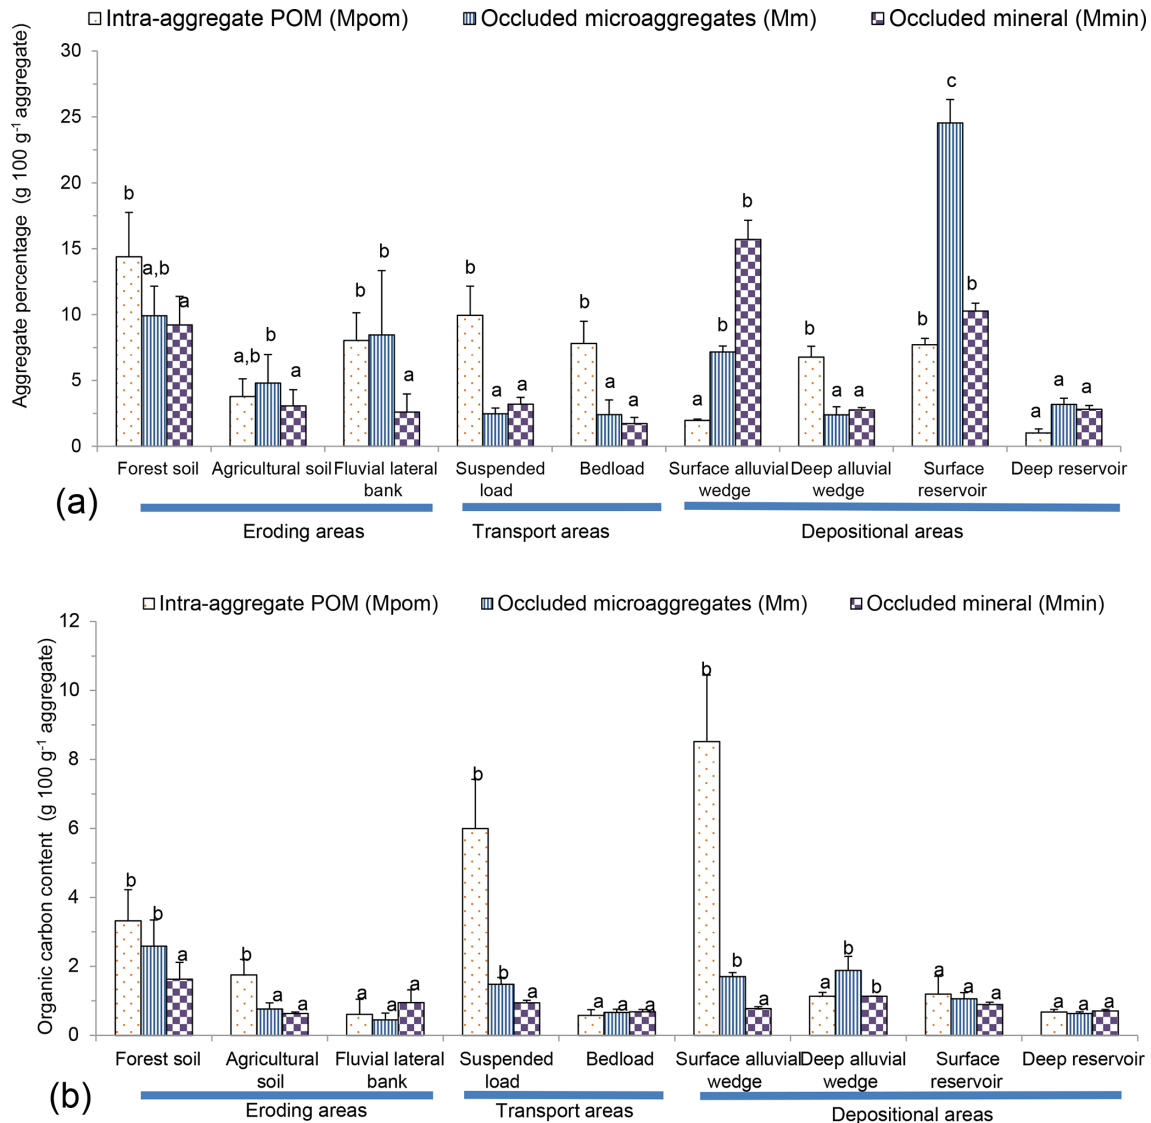 Intra-aggregate POM (Mpom) Occluded microaggregates (Mm) Occluded mineral (Mmin)
Aggregate percentage (g 100 g-1 aggregate)
30
25
20
15
10
5
0
b a,b a
a,b b a
b b a
b a a
b a a
a b b
b a a
b c b
a a a
Forest soil Agricultural soil Fluvial lateral bank Suspended load Bedload Surface alluvial wedge Deep alluvial wedge Surface reservoir Deep reservoir
(a)
Eroding areas Transport areas Depositional areas
Intra-aggregate POM (Mpom) Occluded microaggregates (Mm) Occluded mineral (Mmin)
Organic carbon content (g 100 g-1 aggregate)
12
10
8
6
4
2
0
b b a
b a a
a a a
b b a
a a a
b b a
a b b
a a a
a a a
Forest soil Agricultural soil Fluvial lateral bank Suspended load Bedload Surface alluvial wedge Deep alluvial wedge Surface reservoir Deep reservoir
(b)
Eroding areas Transport areas Depositional areas